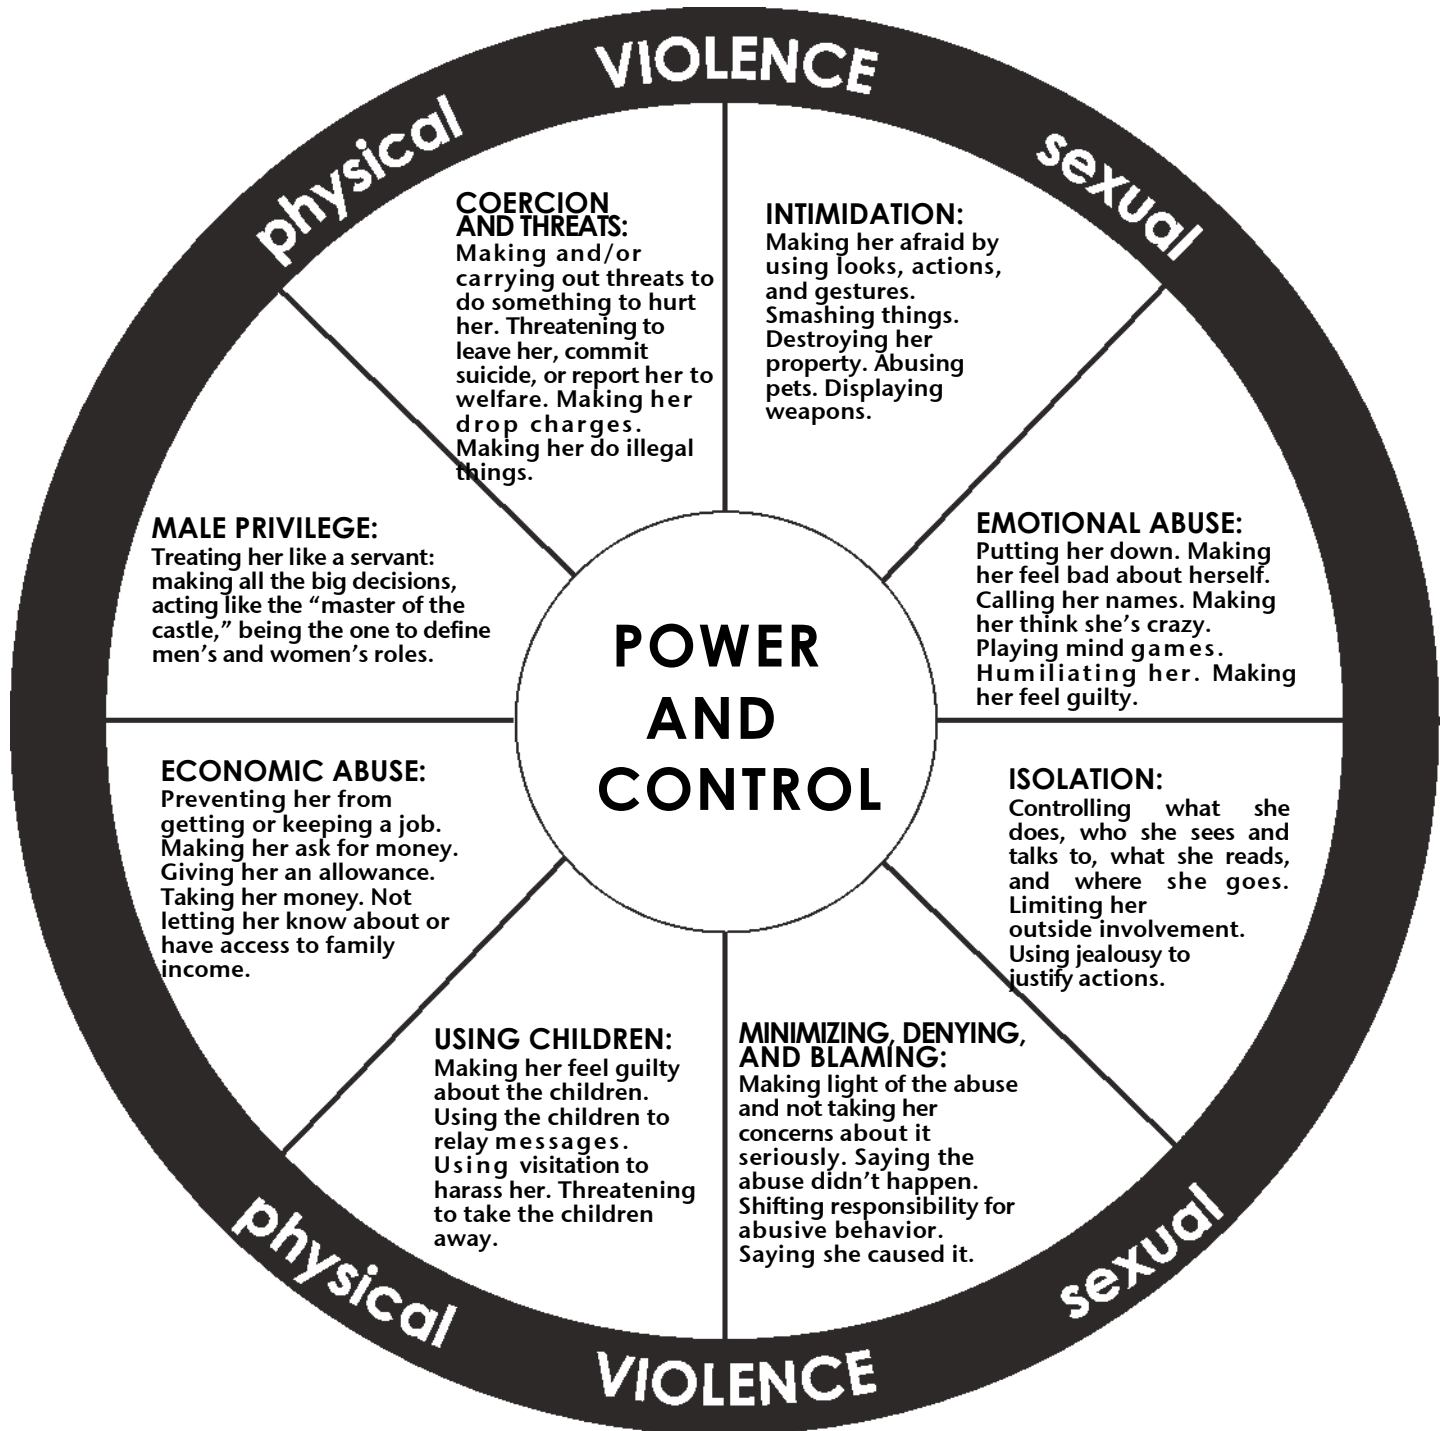 VIOLENCE
physical
sexual
COERCION
AND THREATS:
Making and/or
carrying out threats to
do something to hurt
her. Threatening to
leave her, commit
suicide, or report her to
welfare. Making her
drop charges.
Making her do illegal
things.
INTIMIDATION:
Making her afraid by
using looks, actions,
and gestures.
Smashing things.
Destroying her
property. Abusing
pets. Displaying
weapons.
MALE PRIVILEGE:
Treating her like a servant:
making all the big decisions,
acting like the “master of the
castle,” being the one to define
men’s and women’s roles.
EMOTIONAL ABUSE:
Putting her down. Making
her feel bad about herself.
Calling her names. Making
her think she’s crazy.
Playing mind games.
Humiliating her. Making
her feel guilty.
POWER
AND
CONTROL
ECONOMIC ABUSE:
Preventing her from
getting or keeping a job.
Making her ask for money.
Giving her an allowance.
Taking her money. Not
letting her know about or
have access to family
income.
ISOLATION:
Controlling what she
does, who she sees and
talks to, what she reads,
and where she goes.
Limiting her
outside involvement.
Using jealousy to
justify actions.
USING CHILDREN:
Making her feel guilty
about the children.
Using the children to
relay messages.
Using visitation to
harass her. Threatening
to take the children
away.
MINIMIZING, DENYING,
AND BLAMING:
Making light of the abuse
and not taking her
concerns about it
seriously. Saying the
abuse didn’t happen.
Shifting responsibility for
abusive behavior.
Saying she caused it.
physical
sexual
VIOLENCE